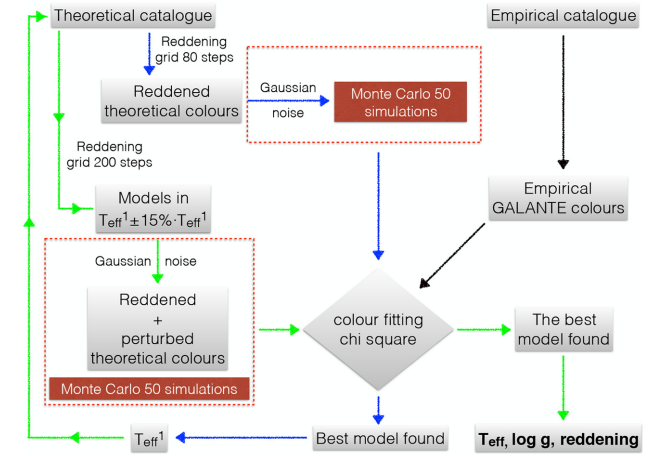 Theoretical catalogue
Empirical catalogue
Reddening
grid 80 steps
Reddened
theoretical colours
Gaussian
noise
Monte Carlo 50
simulations
Reddening
grid 200 steps
Models in
Teff¹±15%·Teff¹
Empirical
GALANTE colours
Gaussian noise
Reddened
+
perturbed
theoretical colours
Monte Carlo 50 simulations
colour fitting
chi square
The best
model found
Teff¹
Best model found
Teff, log g, reddening